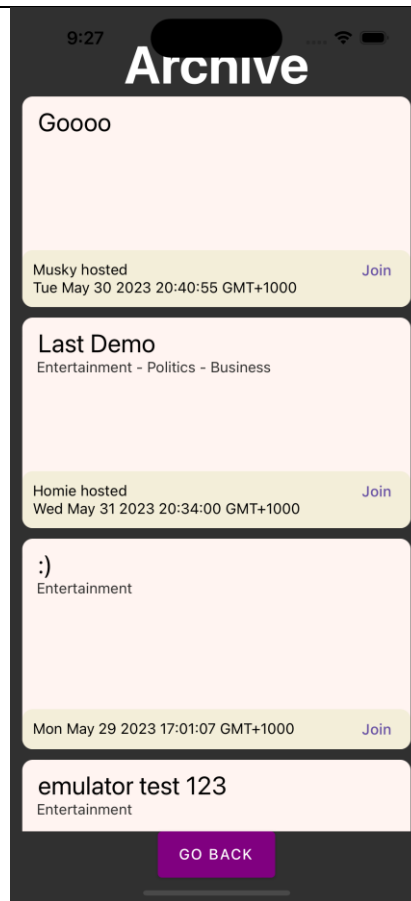 9:27
Archive
Goooo
Musky hosted
Join
Tue May 30 2023 20:40:55 GMT+1000
Last Demo
Entertainment - Politics - Business
Homie hosted
Join
Wed May 31 2023 20:34:00 GMT+1000
:)
Entertainment
Mon May 29 2023 17:01:07 GMT+1000
Join
emulator test 123
Entertainment
GO BACK